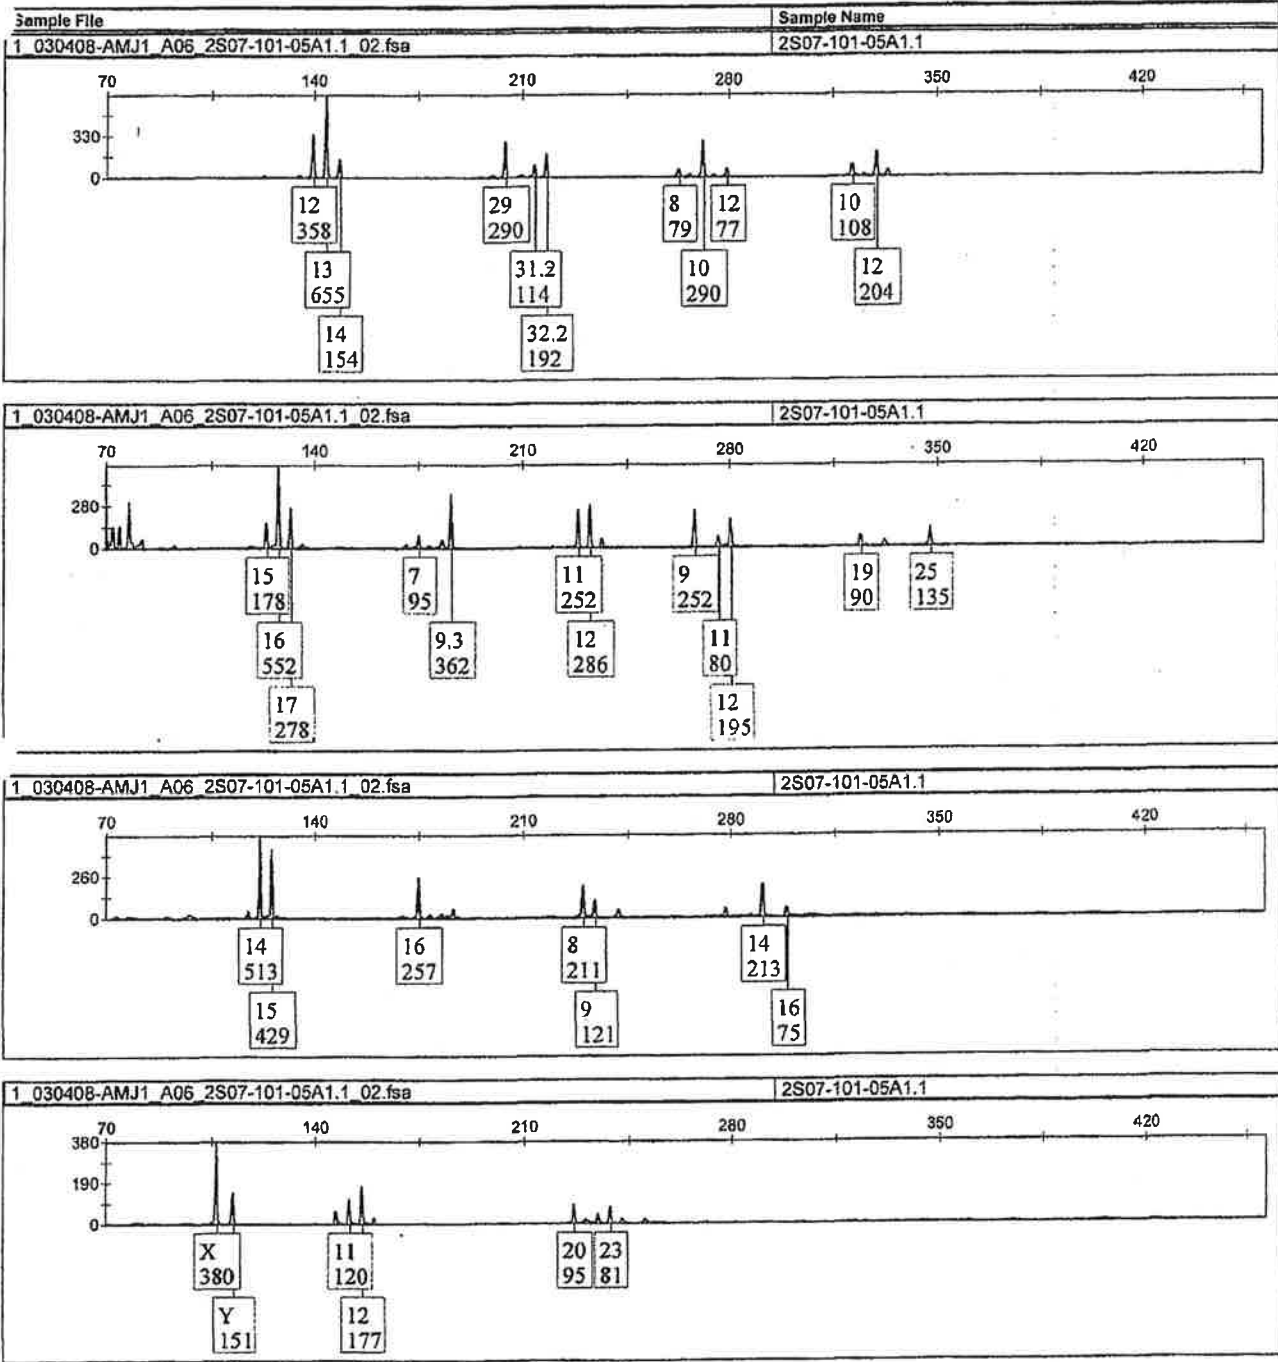 Sample File Sample Name
1_030408-AMJ1_A06_2S07-101-05A1.1_02.fsa 2S07-101-05A1.1
70 140 210 280 350 420
330
0
12 29 8 12 10
358 290 79 77 108
13 31.2 10 12
655 114 290 204
14 32.2
154 192
1_030408-AMJ1_A06_2S07-101-05A1.1_02.fsa 2S07-101-05A1.1
70 140 210 280 350 420
280
0
15 7 11 9 19 25
178 95 252 252 90 135
16 9.3 12 11
552 362 286 80
17 12
278 195
1_030408-AMJ1_A06_2S07-101-05A1.1_02.fsa 2S07-101-05A1.1
70 140 210 280 350 420
260
0
14 16 8 14
513 257 211 213
15 9 16
429 121 75
1_030408-AMJ1_A06_2S07-101-05A1.1_02.fsa 2S07-101-05A1.1
70 140 210 280 350 420
380
190
0
X 11 20 23
380 120 95 81
Y 12
151 177